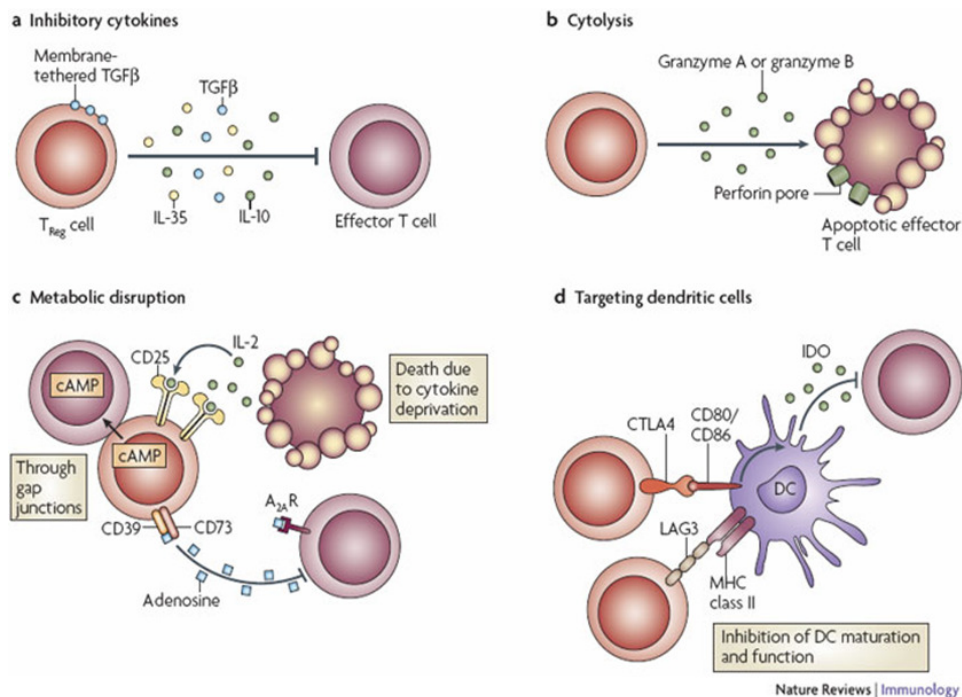 a Inhibitory cytokines
Membrane-
tethered TGFβ
TGFβ
IL-35
IL-10
T_Reg cell
Effector T cell
b Cytolysis
Granzyme A or granzyme B
Perforin pore
Apoptotic effector
T cell
c Metabolic disruption
IL-2
CD25
cAMP
Death due
to cytokine
deprivation
cAMP
Through
gap
junctions
A2AR
CD39
CD73
Adenosine
d Targeting dendritic cells
IDO
CTLA4
CD80/
CD86
DC
LAG3
MHC
class II
Inhibition of DC maturation
and function
Nature Reviews | Immunology